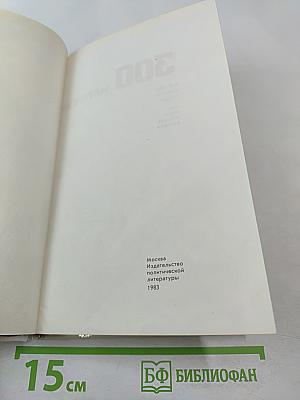 300
Москва
Издательство
политической
литературы
1983
15 см
БФ БИБЛИОФАН